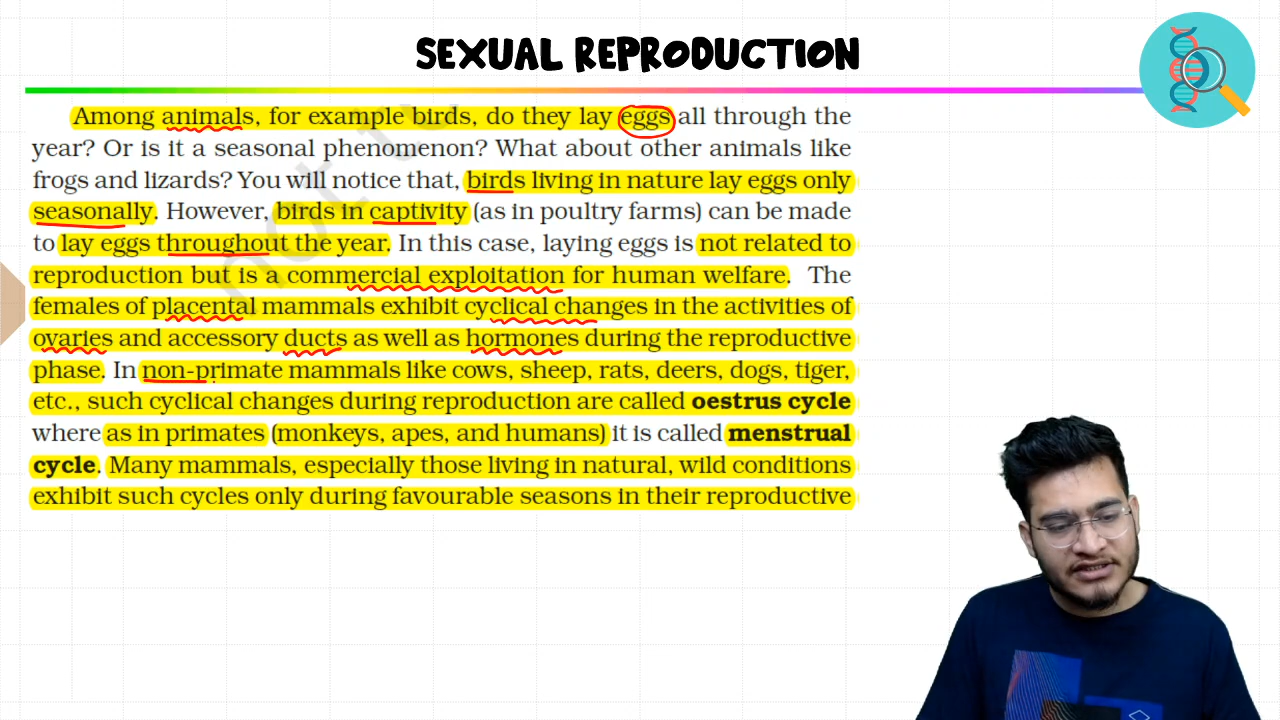 SEXUAL REPRODUCTION
Among animals, for example birds, do they lay eggs all through the
year? Or is it a seasonal phenomenon? What about other animals like
frogs and lizards? You will notice that, birds living in nature lay eggs only
seasonally. However, birds in captivity (as in poultry farms) can be made
to lay eggs throughout the year. In this case, laying eggs is not related to
reproduction but is a commercial exploitation for human welfare. The
females of placental mammals exhibit cyclical changes in the activities of
ovaries and accessory ducts as well as hormones during the reproductive
phase. In non-primate mammals like cows, sheep, rats, deers, dogs, tiger,
etc., such cyclical changes during reproduction are called oestrus cycle
where as in primates (monkeys, apes, and humans) it is called menstrual
cycle. Many mammals, especially those living in natural, wild conditions
exhibit such cycles only during favourable seasons in their reproductive
not t